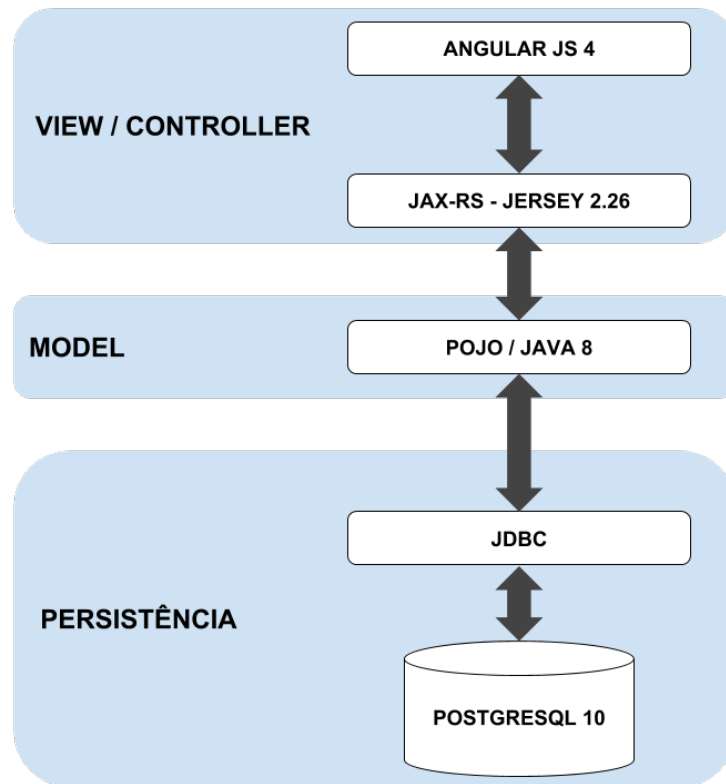 ANGULAR JS 4
VIEW / CONTROLLER
JAX-RS - JERSEY 2.26
MODEL
POJO / JAVA 8
JDBC
PERSISTÊNCIA
POSTGRESQL 10